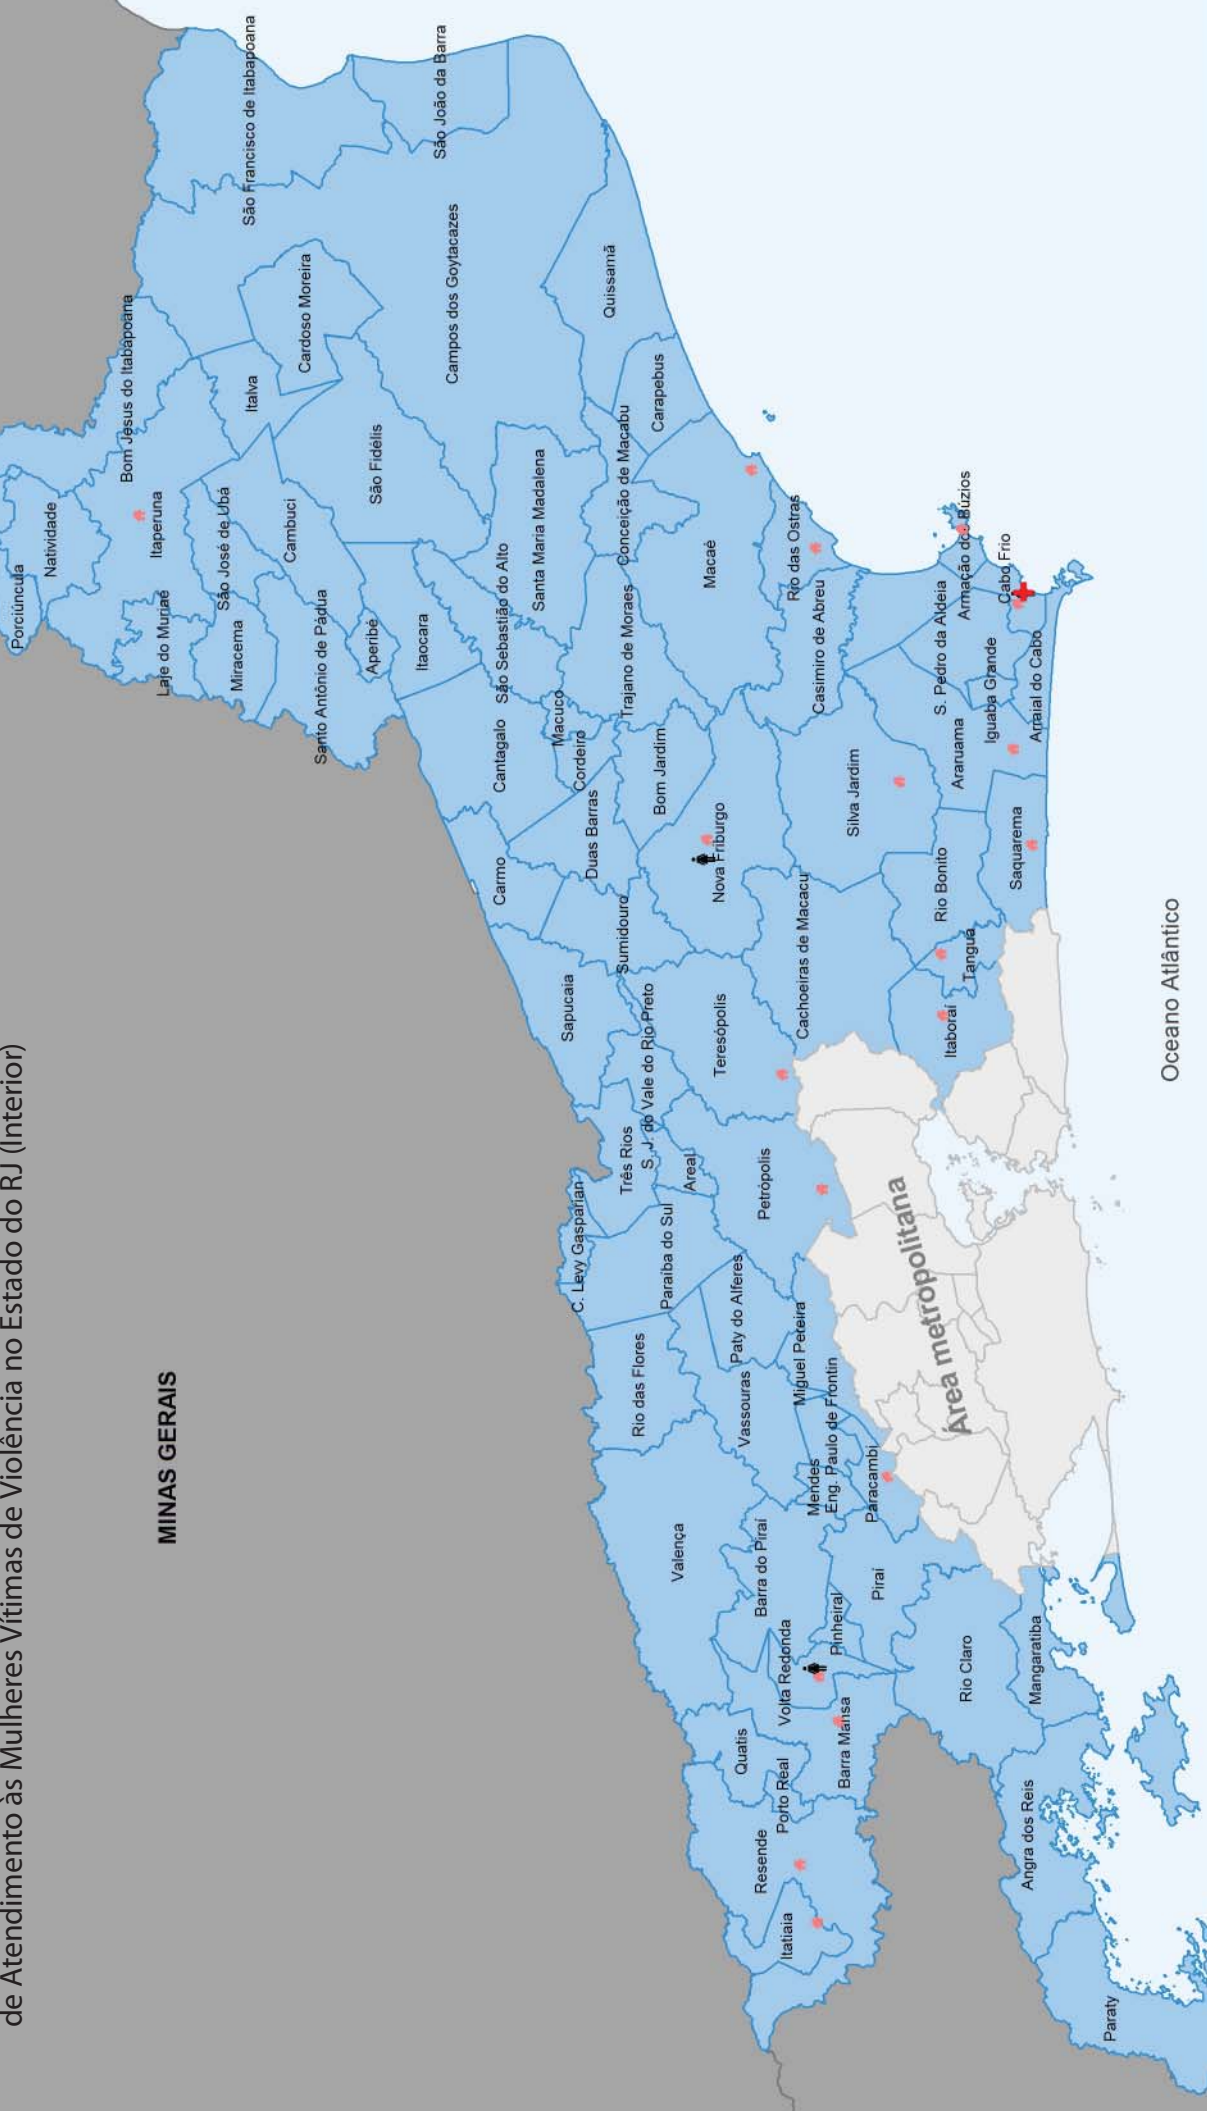 de Atendimento às Mulheres Vítimas de Violência no Estado do RJ (Interior)
MINAS GERAIS
Porciúncula
Natividade
Bom Jesus do Itabapoana
Itaperuna
Laje do Muriaé
São José de Ubá
Miracema
Italva
Cambuci
Santo Antônio de Pádua
Aperibé
Cardoso Moreira
São Francisco de Itabapoana
São João da Barra
Campos dos Goytacazes
São Fidélis
Itaocara
Quissamã
Carapebus
Conceição de Macabu
Santa Maria Madalena
São Sebastião do Alto
Trajano de Moraes
Macuco
Cordeiro
Cantagalo
Macaé
Rio das Ostras
Casimiro de Abreu
Armação dos Búzios
Cabo Frio
S. Pedro da Aldeia
Iguaba Grande
Arraial do Cabo
Araruama
Silva Jardim
Bom Jardim
Duas Barras
Carmo
Nova Friburgo
Sumidouro
Saquarema
Rio Bonito
Cachoeiras de Macacu
Tanguá
Itaboraí
Sapucaia
Teresópolis
S. J. do Vale do Rio Preto
Três Rios
Areal
Petrópolis
C. Levy Gasparian
Paraíba do Sul
Paty do Alferes
Miguel Pereira
Rio das Flores
Vassouras
Eng. Paulo de Frontin
Mendes
Paracambi
Área metropolitana
Oceano Atlântico
Valença
Barra do Piraí
Piraí
Pinheiral
Volta Redonda
Rio Claro
Mangaratiba
Barra Mansa
Quatis
Porto Real
Resende
Itatiaia
Angra dos Reis
Paraty